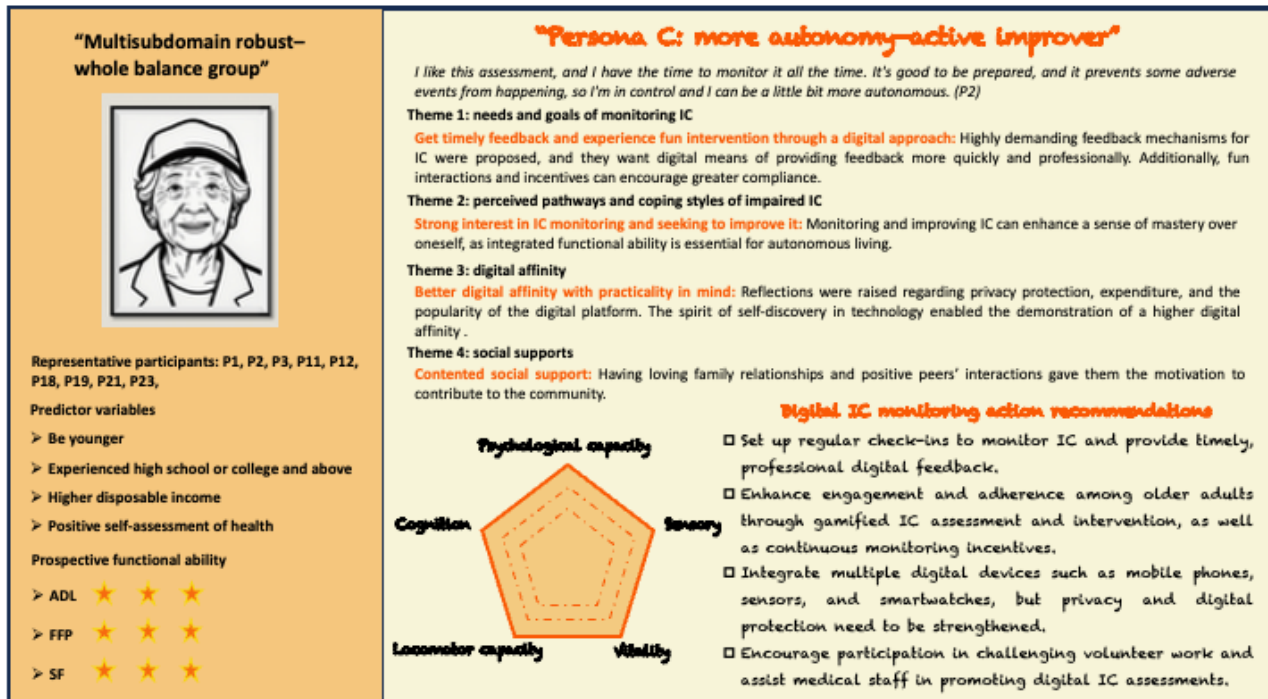 “Multisubdomain robust–
whole balance group”
Representative participants: P1, P2, P3, P11, P12,
P18, P19, P21, P23,
Predictor variables
➢ Be younger
➢ Experienced high school or college and above
➢ Higher disposable income
➢ Positive self-assessment of health
Prospective functional ability
➢ ADL
➢ FFP
➢ SF
“Persona C: more autonomy—active improver”
I like this assessment, and I have the time to monitor it all the time. It's good to be prepared, and it prevents some adverse
events from happening, so I'm in control and I can be a little bit more autonomous. (P2)
Theme 1: needs and goals of monitoring IC
Get timely feedback and experience fun intervention through a digital approach: Highly demanding feedback mechanisms for
IC were proposed, and they want digital means of providing feedback more quickly and professionally. Additionally, fun
interactions and incentives can encourage greater compliance.
Theme 2: perceived pathways and coping styles of impaired IC
Strong interest in IC monitoring and seeking to improve it: Monitoring and improving IC can enhance a sense of mastery over
oneself, as integrated functional ability is essential for autonomous living.
Theme 3: digital affinity
Better digital affinity with practicality in mind: Reflections were raised regarding privacy protection, expenditure, and the
popularity of the digital platform. The spirit of self-discovery in technology enabled the demonstration of a higher digital
affinity .
Theme 4: social supports
Contented social support: Having loving family relationships and positive peers’ interactions gave them the motivation to
contribute to the community.
Psychological capacity
Cognition
Sensory
Locomotor capacity
Vitality
Digital IC monitoring action recommendations
❑ Set up regular check-ins to monitor IC and provide timely,
professional digital feedback.
❑ Enhance engagement and adherence among older adults
through gamified IC assessment and intervention, as well
as continuous monitoring incentives.
❑ Integrate multiple digital devices such as mobile phones,
sensors, and smartwatches, but privacy and digital
protection need to be strengthened.
❑ Encourage participation in challenging volunteer work and
assist medical staff in promoting digital IC assessments.